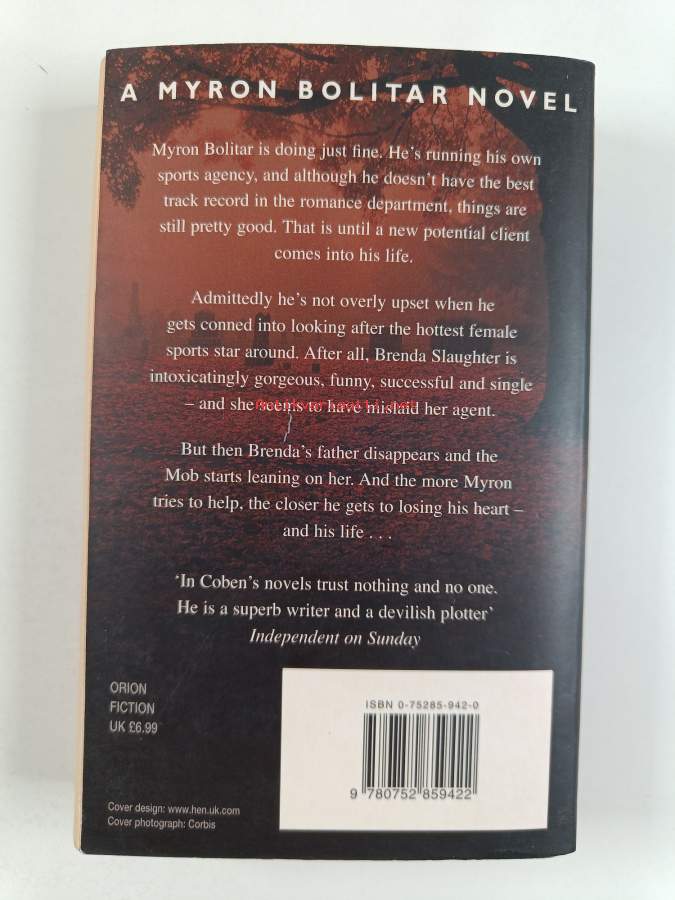 A MYRON BOLITAR NOVEL
Myron Bolitar is doing just fine. He's running his own
sports agency, and although he doesn't have the best
track record in the romance department, things are
still pretty good. That is until a new potential client
comes into his life.
Admittedly he's not overly upset when he
gets conned into looking after the hottest female
sports star around. After all, Brenda Slaughter is
intoxicatingly gorgeous, funny, successful and single
– and she seems to have mislaid her agent.
But then Brenda's father disappears and the
Mob starts leaning on her. And the more Myron
tries to help, the closer he gets to losing his heart –
and his life . . .
'In Coben's novels trust nothing and no one.
He is a superb writer and a devilish plotter'
Independent on Sunday
ORION
FICTION
UK £6.99
ISBN 0-75285-942-0
9 780752 859422
Cover design: www.hen.uk.com
Cover photograph: Corbis